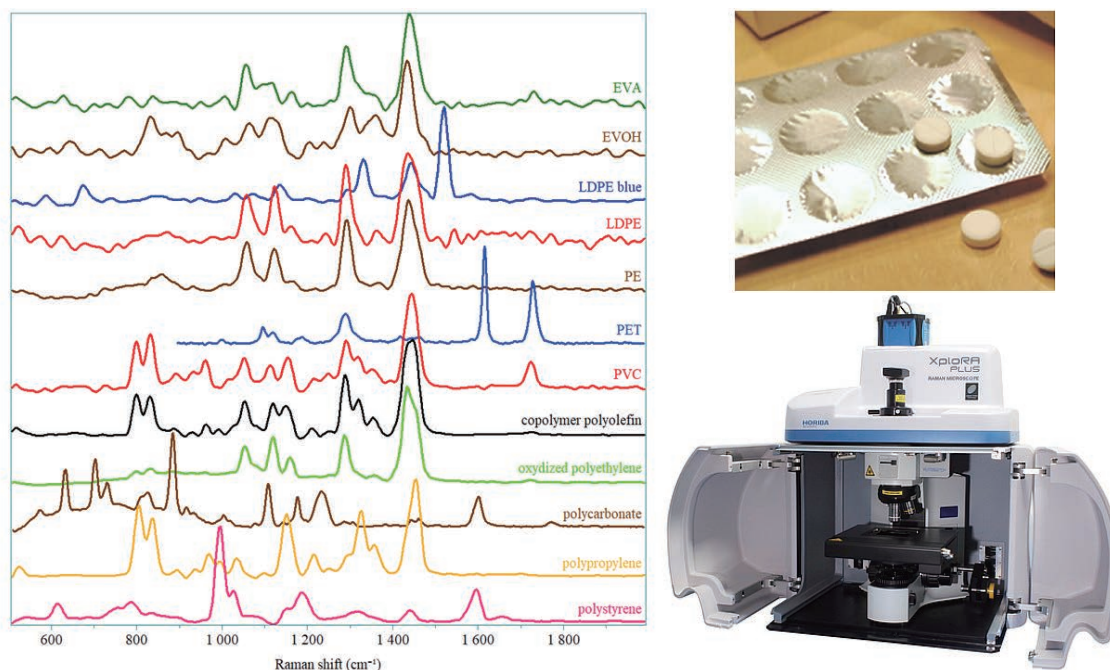 EVA
EVOH
LDPE blue
LDPE
PE
PET
PVC
copolymer polyolefin
oxydized polyethylene
polycarbonate
polypropylene
polystyrene
600 800 1 000 1 200 1 400 1 600 1 800
Raman shift (cm⁻¹)
XploRA
PLUS
RAMAN MICROSCOPE
HORIBA